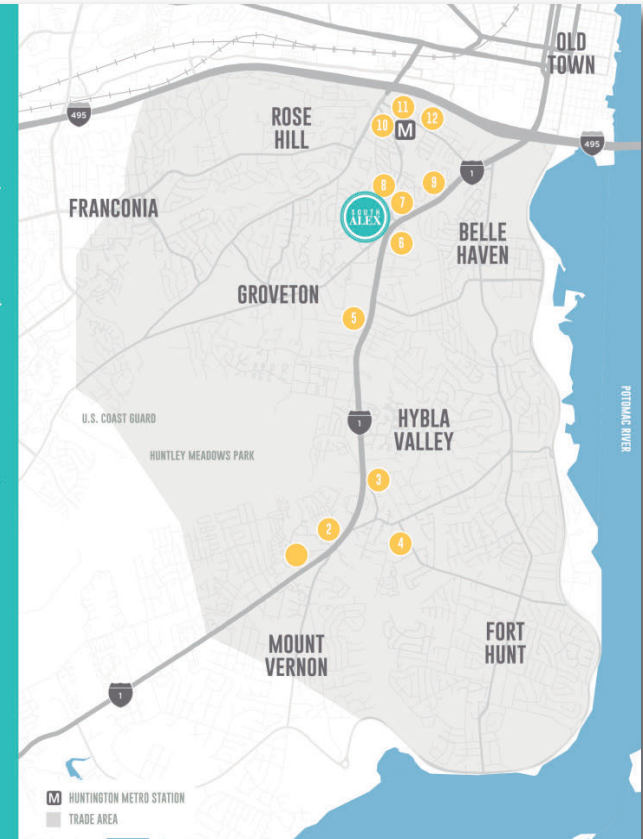 OLD
TOWN
ROSE
HILL
11
12
10
M
495
495
1
8
9
7
FRANCONIA
SOUTH
ALEX
BELLE
HAVEN
6
GROVETON
5
U.S. COAST GUARD
1
HYBLA
VALLEY
POTOMAC RIVER
HUNTLEY MEADOWS PARK
3
2
4
MOUNT
VERNON
FORT
HUNT
1
M HUNTINGTON METRO STATION
TRADE AREA